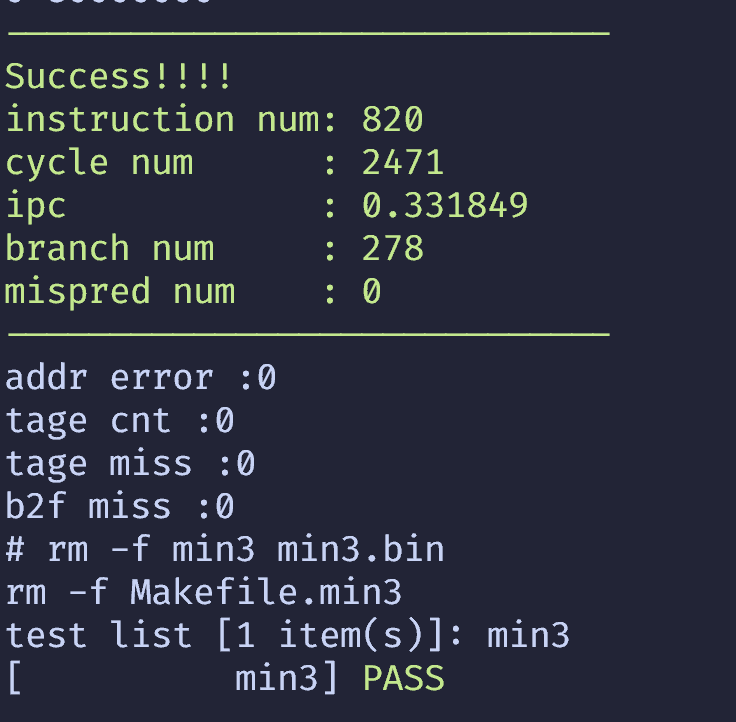 Success!!!!
instruction num: 820
cycle num      : 2471
ipc            : 0.331849
branch num     : 278
mispred num    : 0
addr error :0
tage cnt :0
tage miss :0
b2f miss :0
# rm -f min3 min3.bin
rm -f Makefile.min3
test list [1 item(s)]: min3
[           min3] PASS